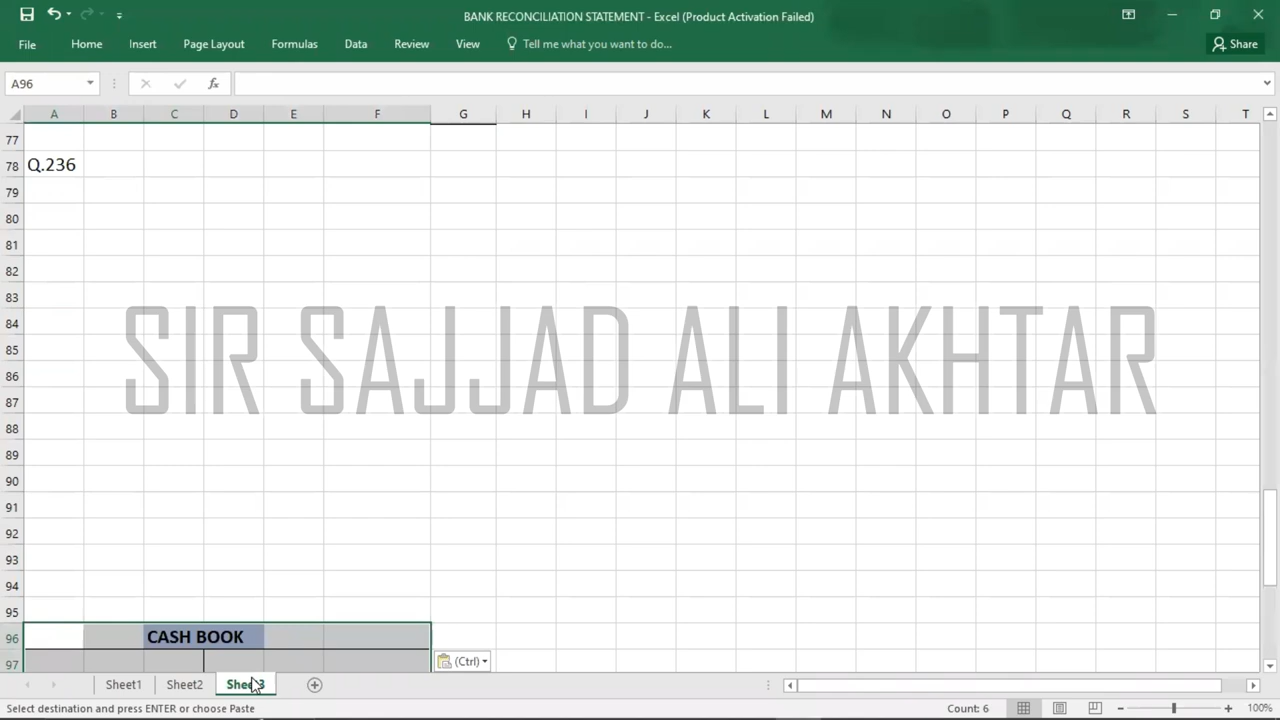 BANK RECONCILIATION STATEMENT - Excel (Product Activation Failed)
File Home Insert Page Layout Formulas Data Review View Tell me what you want to do... Share
A96 fx
A B C D E F G H I J K L M N O P Q R S T
77
78 Q.236
79
80
81
82
83
84
SIR SAJJAD ALI AKHTAR
85
86
87
88
89
90
91
92
93
94
95
96 CASH BOOK
97 (Ctrl)
Sheet1 Sheet2 Sheet3
Select destination and press ENTER or choose Paste Count: 6 100%